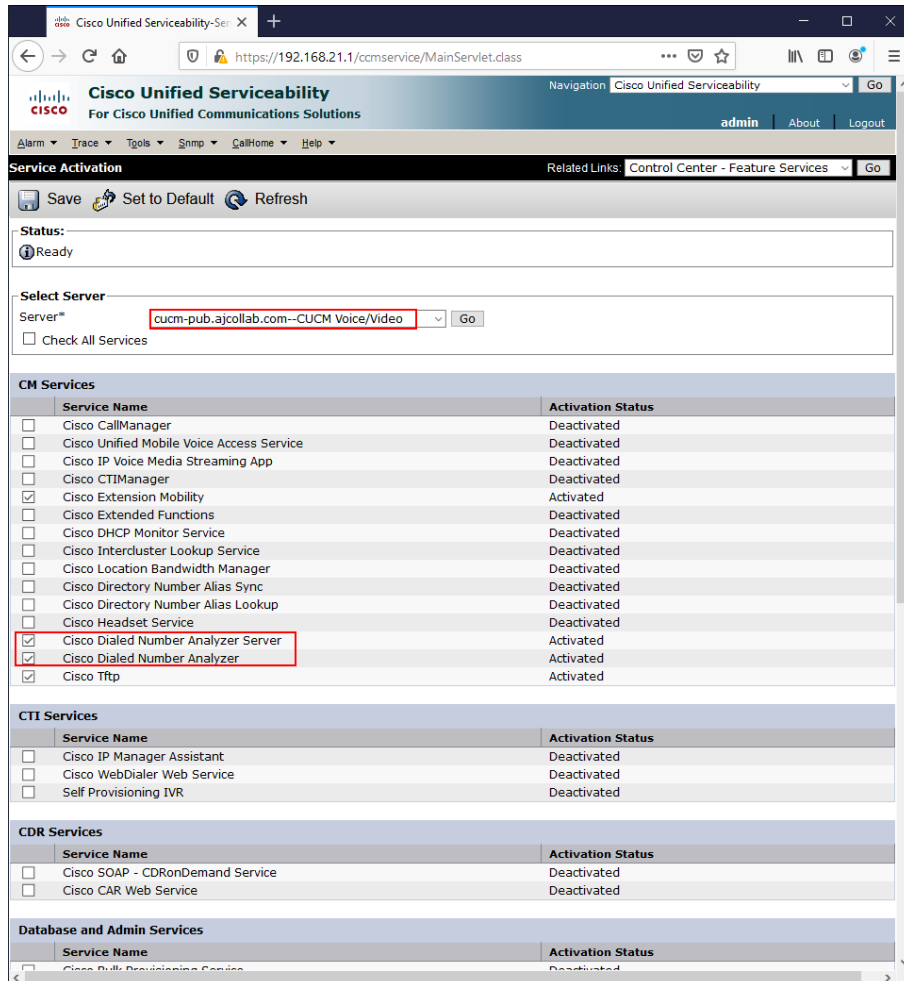 Cisco Unified Serviceability-Ser
https://192.168.21.1/ccmservice/MainServlet.class
Cisco Unified Serviceability
For Cisco Unified Communications Solutions
CISCO
Navigation Cisco Unified Serviceability Go
admin About Logout
Alarm Trace Tools Snmp CallHome Help
Service Activation Related Links: Control Center - Feature Services Go
Save Set to Default Refresh
Status:
Ready
Select Server
Server* cucm-pub.ajcollab.com--CUCM Voice/Video Go
Check All Services
CM Services
Service Name Activation Status
Cisco CallManager Deactivated
Cisco Unified Mobile Voice Access Service Deactivated
Cisco IP Voice Media Streaming App Deactivated
Cisco CTIManager Deactivated
Cisco Extension Mobility Activated
Cisco Extended Functions Deactivated
Cisco DHCP Monitor Service Deactivated
Cisco Intercluster Lookup Service Deactivated
Cisco Location Bandwidth Manager Deactivated
Cisco Directory Number Alias Sync Deactivated
Cisco Directory Number Alias Lookup Deactivated
Cisco Headset Service Deactivated
Cisco Dialed Number Analyzer Server Activated
Cisco Dialed Number Analyzer Activated
Cisco Tftp Activated
CTI Services
Service Name Activation Status
Cisco IP Manager Assistant Deactivated
Cisco WebDialer Web Service Deactivated
Self Provisioning IVR Deactivated
CDR Services
Service Name Activation Status
Cisco SOAP - CDRonDemand Service Deactivated
Cisco CAR Web Service Deactivated
Database and Admin Services
Service Name Activation Status
Cisco Bulk Provisioning Service Deactivated